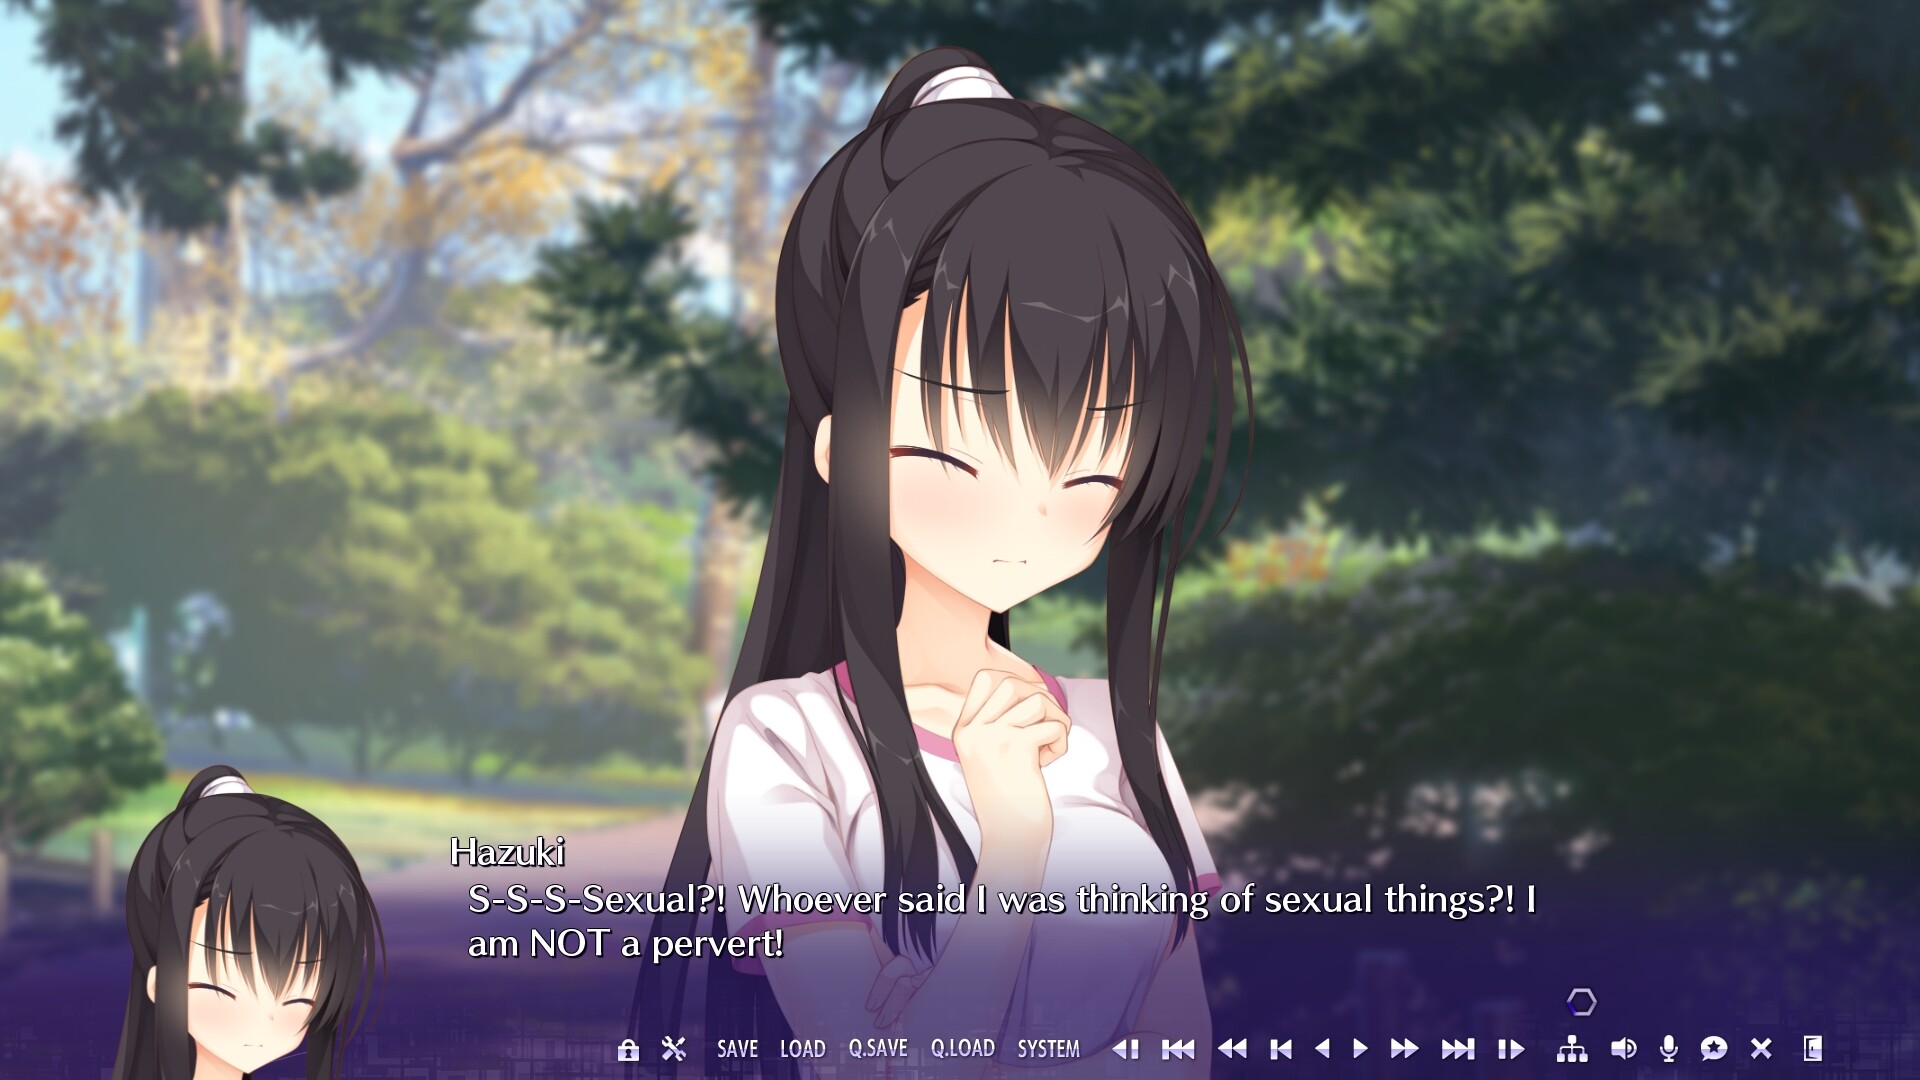 Hazuki
S-S-S-Sexual?! Whoever said I was thinking of sexual things?! I
am NOT a pervert!
SAVE LOAD Q.SAVE Q.LOAD SYSTEM